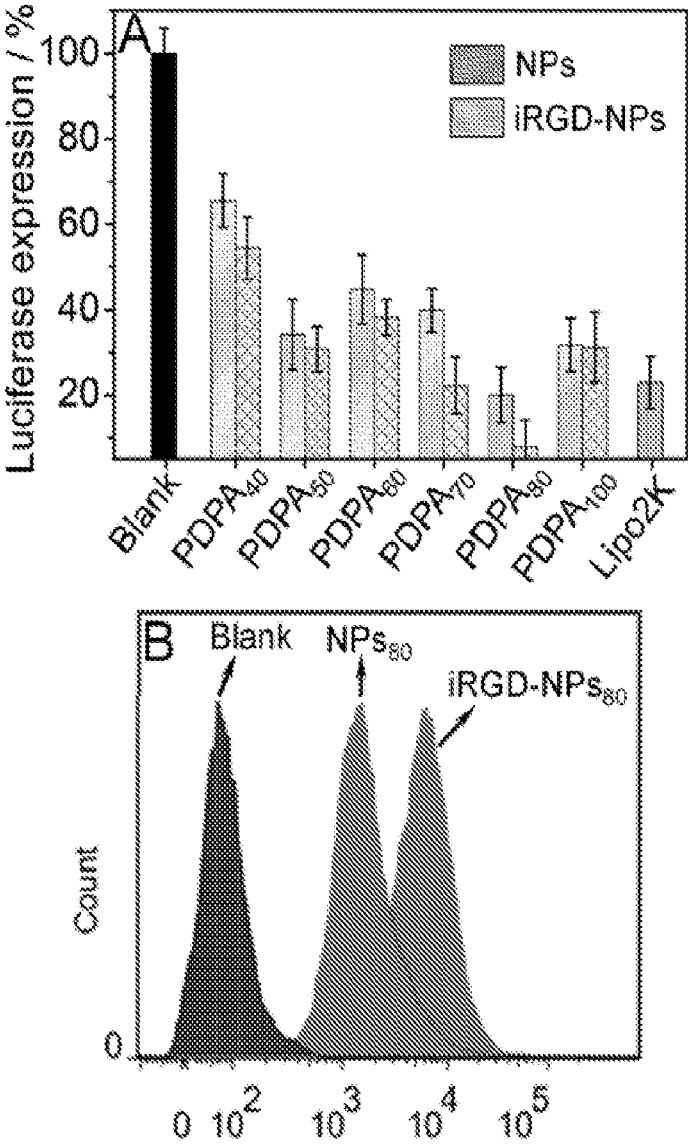 A
Luciferase expression / %
100
80
60
40
20
NPs
iRGD-NPs
Blank
PDPA40
PDPA50
PDPA60
PDPA70
PDPA80
PDPA100
Lipo2K
B
Blank
NPs80
iRGD-NPs80
Count
0
0 10^2 10^3 10^4 10^5